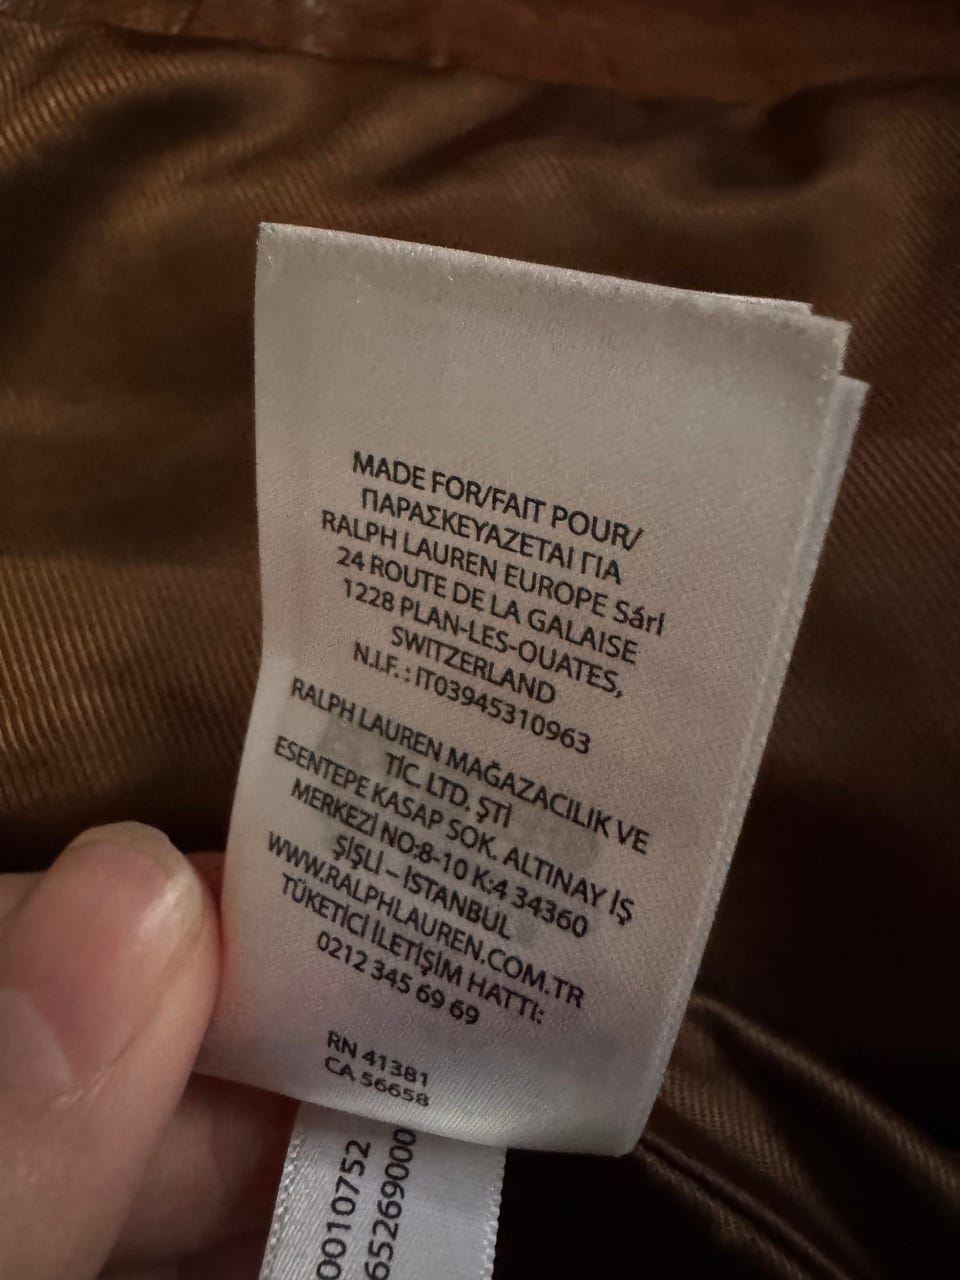 MADE FOR/FAIT POUR/
ΠΑΡΑΣΚΕΥΑΖΕΤΑΙ ΓΙΑ
RALPH LAUREN EUROPE Sárl
24 ROUTE DE LA GALAISE
1228 PLAN-LES-OUATES,
SWITZERLAND
N.I.F. : IT03945310963
RALPH LAUREN MAĞAZACILIK VE
TİC. LTD. ŞTİ
ESENTEPE KASAP SOK. ALTINAY İŞ
MERKEZİ NO:8-10 K:4 34360
ŞİŞLİ – İSTANBUL
WWW.RALPHLAUREN.COM.TR
TÜKETİCİ İLETİŞİM HATTI:
0212 345 69 69
RN 41381
CA 56658
0010752
65269000